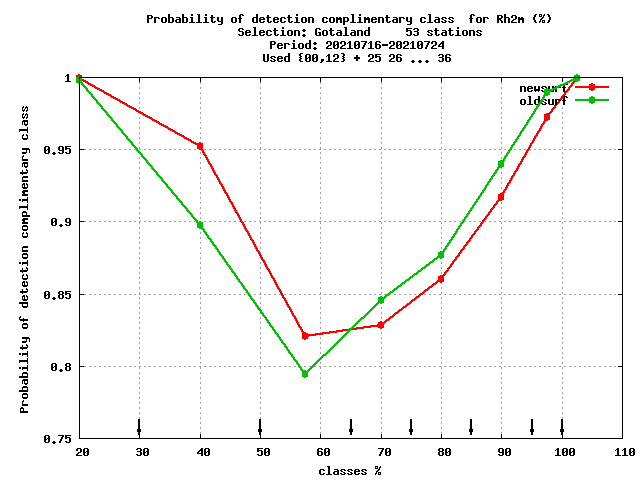 Probability of detection complimentary class  for Rh2m (%)
Selection: Gotaland     53 stations
Period: 20210716-20210724
Used {00,12} + 25 26 ... 36
1
0.95
0.9
0.85
0.8
0.75
Probability of detection complimentary class
newsurf
oldsurf
20 30 40 50 60 70 80 90 100 110
classes %